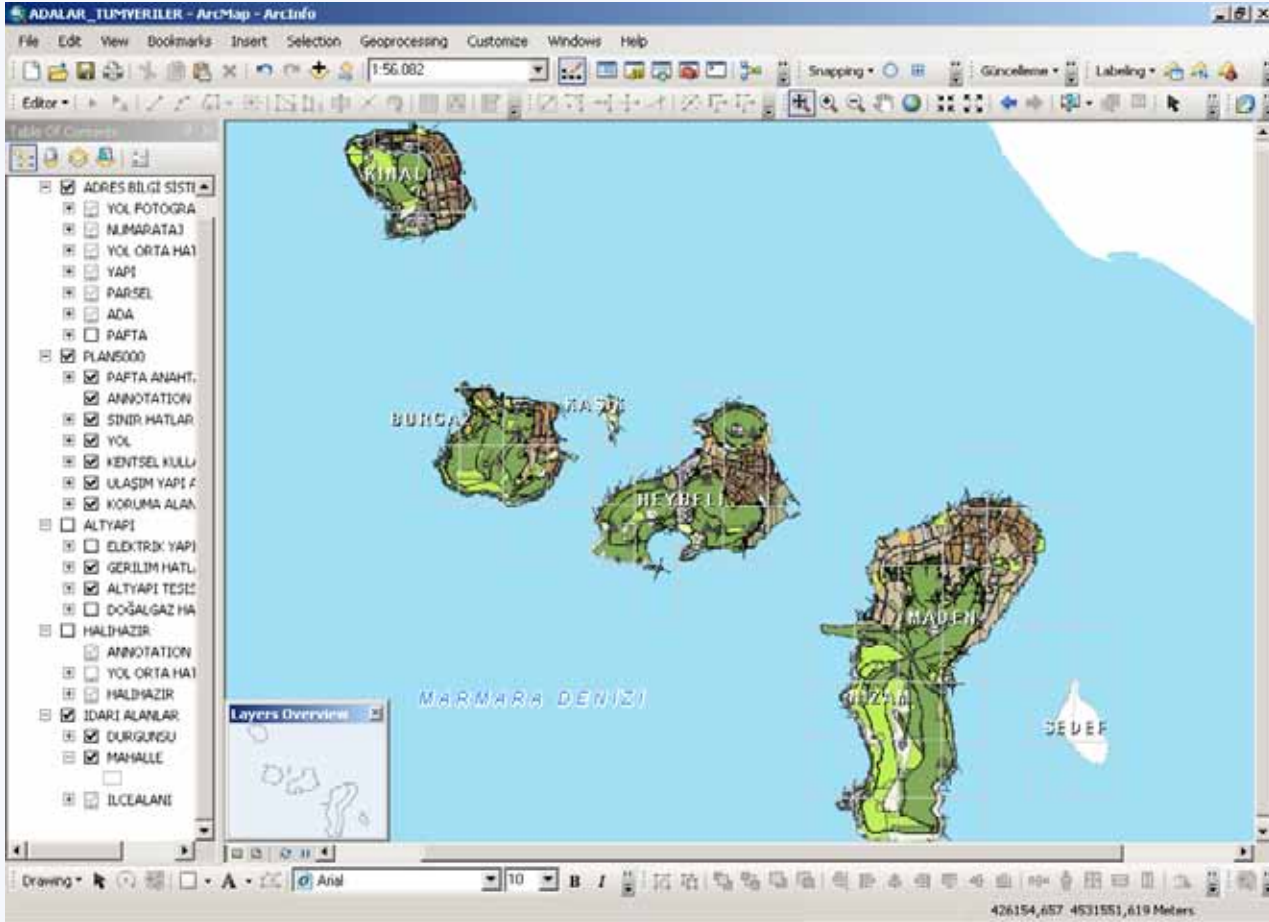 ADALAR_TUMVERILER - ArcMap - ArcInfo
File Edit View Bookmarks Insert Selection Geoprocessing Customize Windows Help
1:56.082
Snapping
Güncelleme
Labeling
Editor
Table Of Contents
ADRES BİLGİ SİSTE
YOL FOTOGRA
NUMARATAJ
YOL ORTA HAT
YAPI
PARSEL
ADA
PAFTA
PLAN5000
PAFTA ANAHT
ANNOTATION
SINIR HATLAR
YOL
KENTSEL KULL
ULAŞIM YAPI A
KORUMA ALAN
ALTYAPI
ELEKTRIK YAPI
GERILIM HATL
ALTYAPI TESIS
DOĞALGAZ HA
HALIHAZIR
ANNOTATION
YOL ORTA HAT
HALIHAZIR
IDARI ALANLAR
DURGUNSU
MAHALLE
ILCEALANI
KINALI
BURGAZ
KAŞIK
HEYBELI
MADEN
NIZAM
SEDEF
MARMARA DENIZI
Layers Overview
Drawing
A
Arial
10
B I
426154,657 4531551,619 Meters